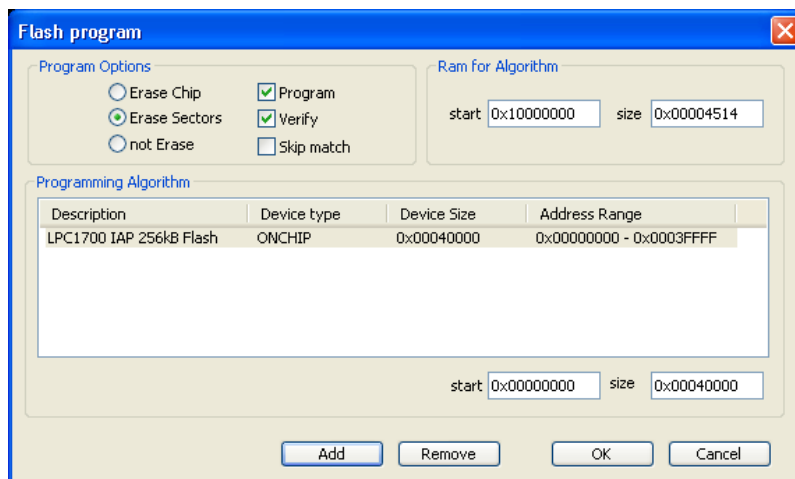 Flash program
Program Options
Erase Chip
Program
Erase Sectors
Verify
not Erase
Skip match
Ram for Algorithm
start 0x10000000 size 0x00004514
Programming Algorithm
Description Device type Device Size Address Range
LPC1700 IAP 256kB Flash ONCHIP 0x00040000 0x00000000 - 0x0003FFFF
start 0x00000000 size 0x00040000
Add Remove OK Cancel